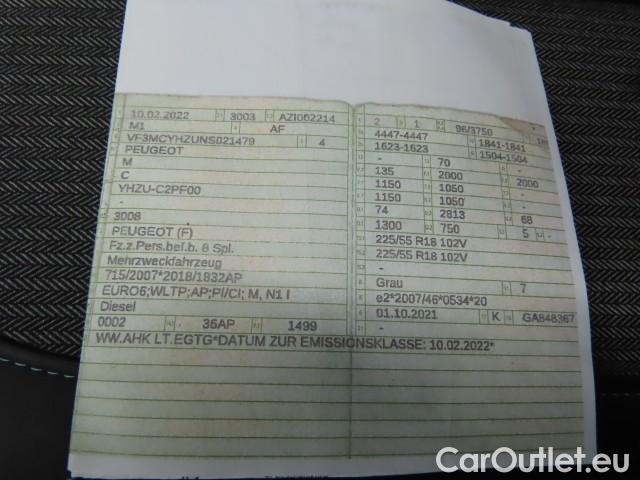 10.02.2022 3003 AZI002214
M1 AF
VF3MCYHZUNS021479 4
PEUGEOT
M
C
YHZU-C2PF00
-
3008
PEUGEOT (F)
Fz.z.Pers.bef.b. 8 Spl.
Mehrzweckfahrzeug
715/2007*2018/1832AP
EURO6;WLTP;AP;PI/CI; M, N1 I
Diesel
0002 36AP 1499
2 1 96/3750 -
4447-4447 1841-1841
1623-1623 1504-1504
- 70 -
135 2000 2000
1150 1050 -
1150 1050 -
74 2813 68
1300 750 5 -
225/55 R18 102V
225/55 R18 102V
-
Grau 7
e2*2007/46*0534*20
01.10.2021 K GA848367
-
WW.AHK LT.EGTG*DATUM ZUR EMISSIONSKLASSE: 10.02.2022*
CarOutlet.eu